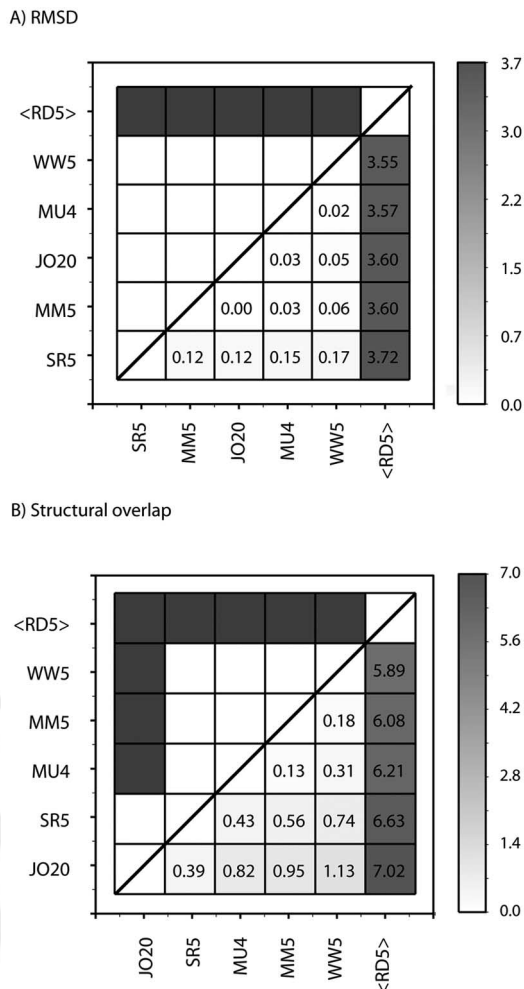 A) RMSD
<RD5>
WW5 3.55
MU4 0.02 3.57
JO20 0.03 0.05 3.60
MM5 0.00 0.03 0.06 3.60
SR5 0.12 0.12 0.15 0.17 3.72
SR5 MM5 JO20 MU4 WW5 <RD5>
3.7
3.0
2.2
1.5
0.7
0.0
B) Structural overlap
<RD5>
WW5 5.89
MM5 0.18 6.08
MU4 0.13 0.31 6.21
SR5 0.43 0.56 0.74 6.63
JO20 0.39 0.82 0.95 1.13 7.02
JO20 SR5 MU4 MM5 WW5 <RD5>
7.0
5.6
4.2
2.8
1.4
0.0